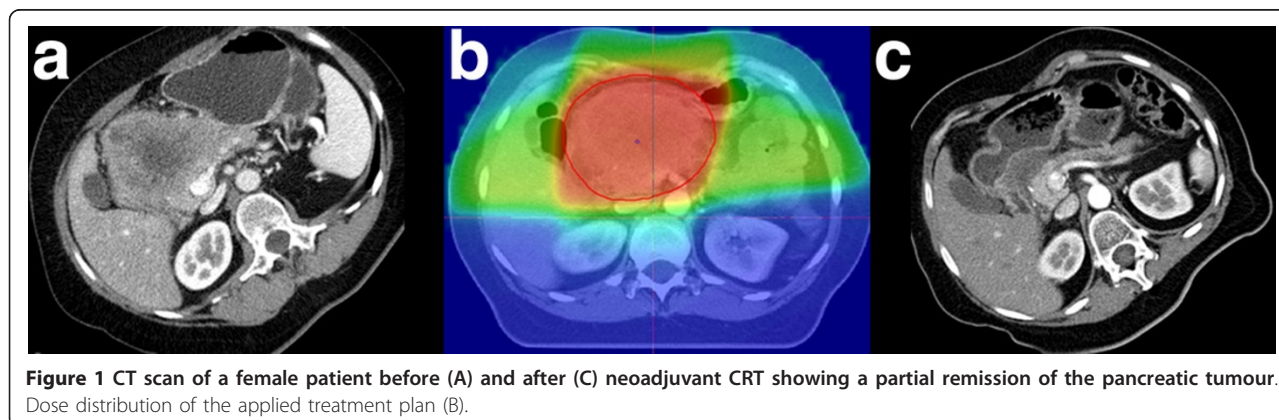 a
b
c
Figure 1 CT scan of a female patient before (A) and after (C) neoadjuvant CRT showing a partial remission of the pancreatic tumour.
Dose distribution of the applied treatment plan (B).